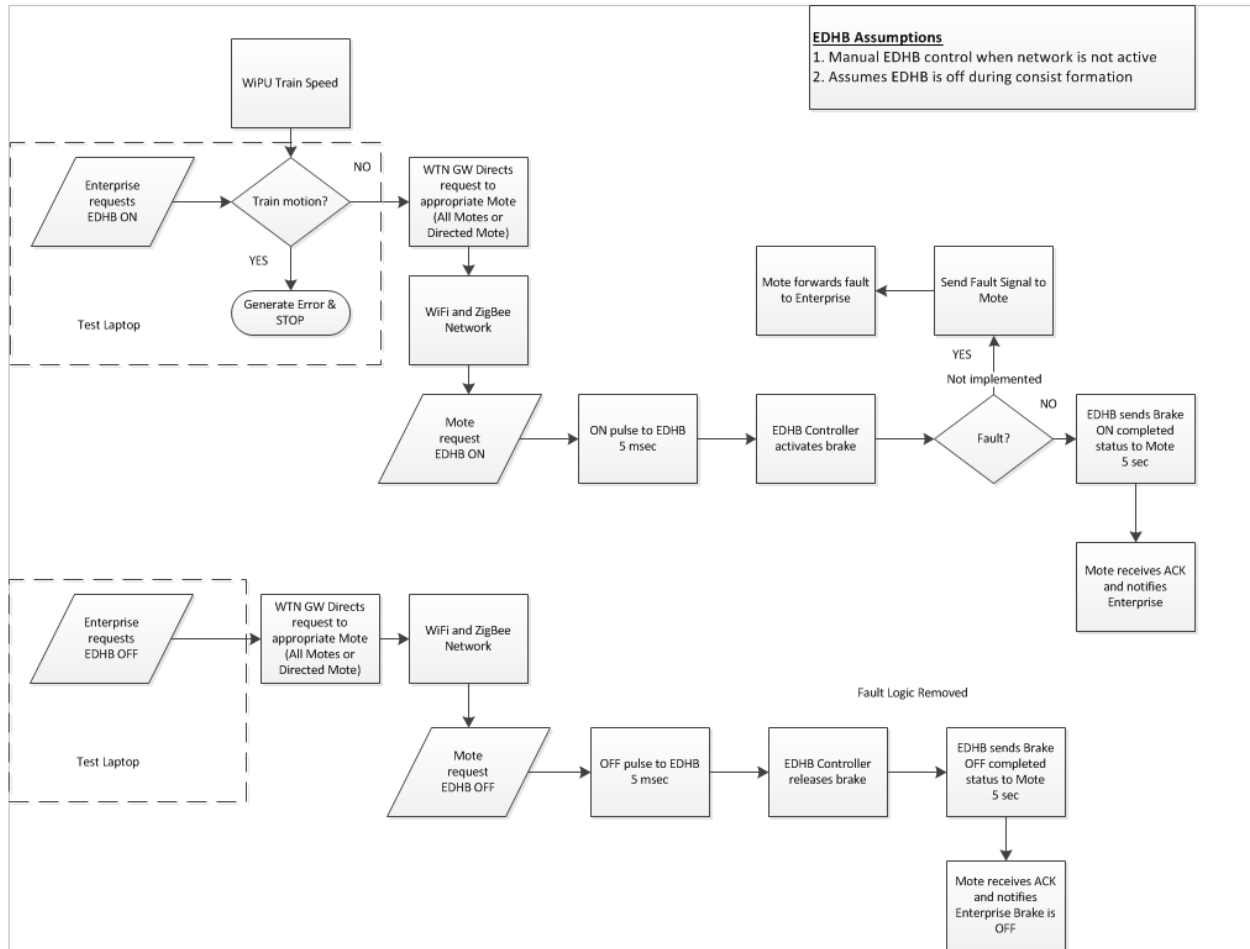 EDHB Assumptions
1. Manual EDHB control when network is not active
2. Assumes EDHB is off during consist formation
WiPU Train Speed
Enterprise
requests
EDHB ON
Train motion?
NO
YES
Generate Error &
STOP
Test Laptop
WTN GW Directs
request to
appropriate Mote
(All Motes or
Directed Mote)
WiFi and ZigBee
Network
Mote
request
EDHB ON
ON pulse to EDHB
5 msec
EDHB Controller
activates brake
Fault?
YES
Not implemented
Send Fault Signal to
Mote
Mote forwards fault
to Enterprise
NO
EDHB sends Brake
ON completed
status to Mote
5 sec
Mote receives ACK
and notifies
Enterprise
Enterprise
requests
EDHB OFF
Test Laptop
WTN GW Directs
request to
appropriate Mote
(All Motes or
Directed Mote)
WiFi and ZigBee
Network
Mote
request
EDHB OFF
OFF pulse to EDHB
5 msec
EDHB Controller
releases brake
Fault Logic Removed
EDHB sends Brake
OFF completed
status to Mote
5 sec
Mote receives ACK
and notifies
Enterprise Brake is
OFF